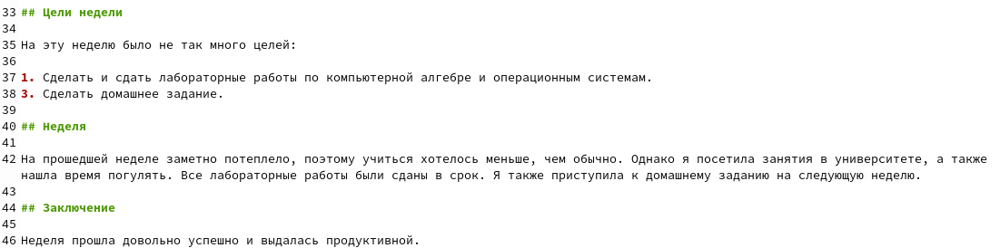 33 ## Цели недели
34
35 На эту неделю было не так много целей:
36
37 1. Сделать и сдать лабораторные работы по компьютерной алгебре и операционным системам.
38 3. Сделать домашнее задание.
39
40 ## Неделя
41
42 На прошедшей неделе заметно потеплело, поэтому учиться хотелось меньше, чем обычно. Однако я посетила занятия в университете, а также
нашла время погулять. Все лабораторные работы были сданы в срок. Я также приступила к домашнему заданию на следующую неделю.
43
44 ## Заключение
45
46 Неделя прошла довольно успешно и выдалась продуктивной.